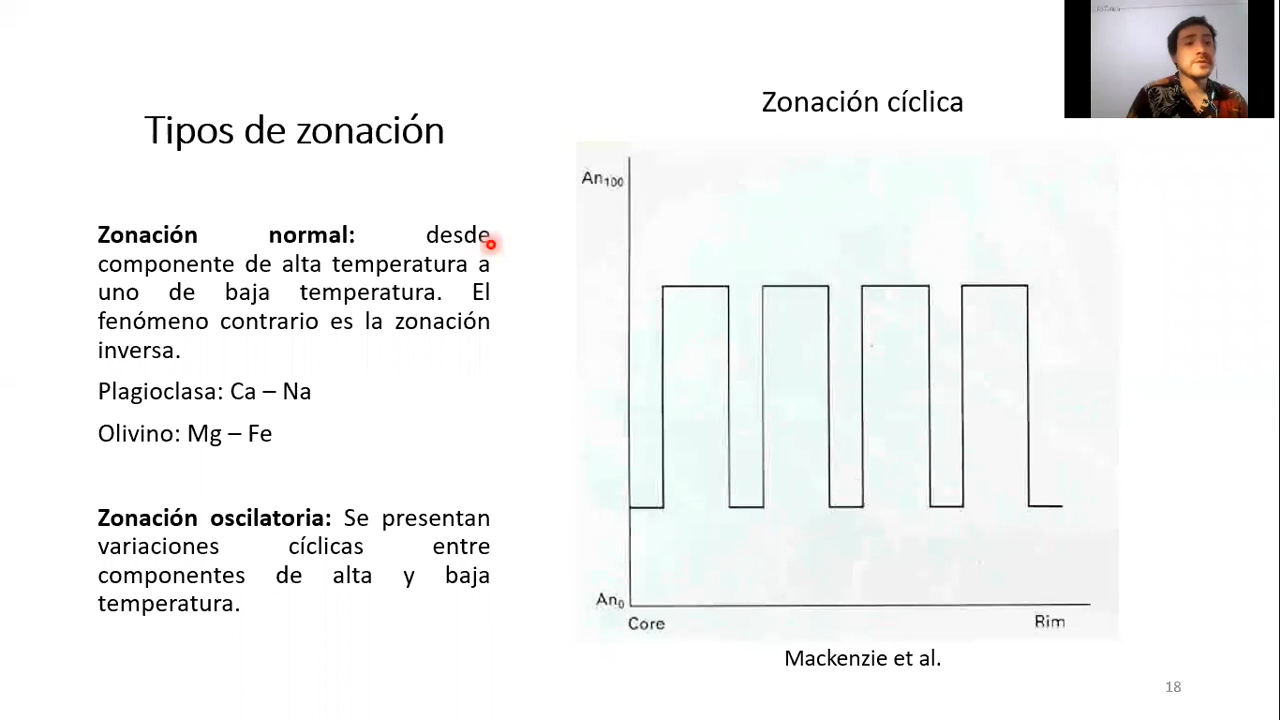 Tipos de zonación
Zonación normal: desde
componente de alta temperatura a
uno de baja temperatura. El
fenómeno contrario es la zonación
inversa.
Plagioclasa: Ca – Na
Olivino: Mg – Fe
Zonación oscilatoria: Se presentan
variaciones cíclicas entre
componentes de alta y baja
temperatura.
Zonación cíclica
An100
An0
Core
Rim
Mackenzie et al.
18